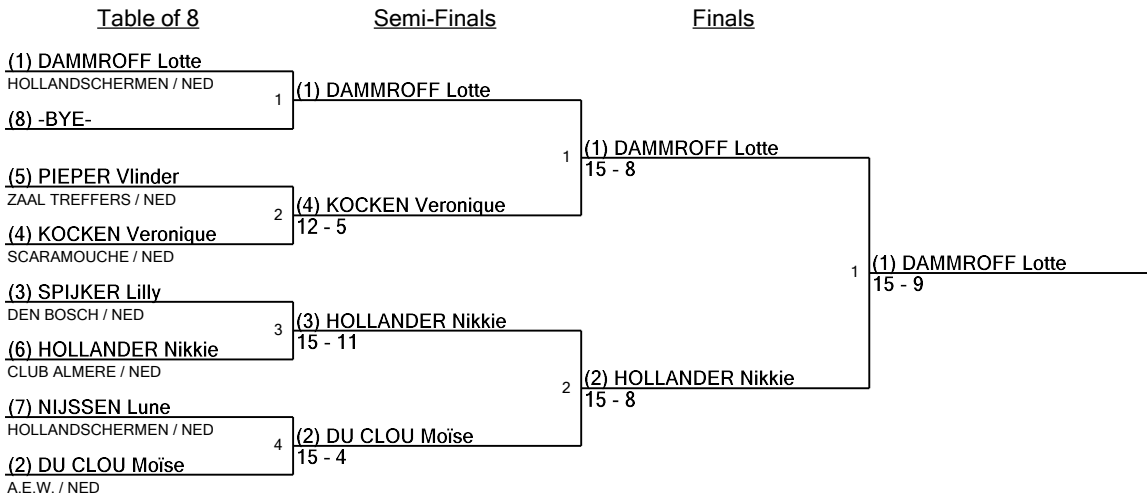 Table of 8
Semi-Finals
Finals
(1) DAMMROFF Lotte
HOLLANDSCHERMEN / NED
(8) -BYE-
1
(1) DAMMROFF Lotte
(5) PIEPER Vlinder
ZAAL TREFFERS / NED
(4) KOCKEN Veronique
SCARAMOUCHE / NED
2
(4) KOCKEN Veronique
12 - 5
1
(1) DAMMROFF Lotte
15 - 8
(3) SPIJKER Lilly
DEN BOSCH / NED
(6) HOLLANDER Nikkie
CLUB ALMERE / NED
3
(3) HOLLANDER Nikkie
15 - 11
(7) NIJSSEN Lune
HOLLANDSCHERMEN / NED
(2) DU CLOU Moïse
A.E.W. / NED
4
(2) DU CLOU Moïse
15 - 4
2
(2) HOLLANDER Nikkie
15 - 8
1
(1) DAMMROFF Lotte
15 - 9